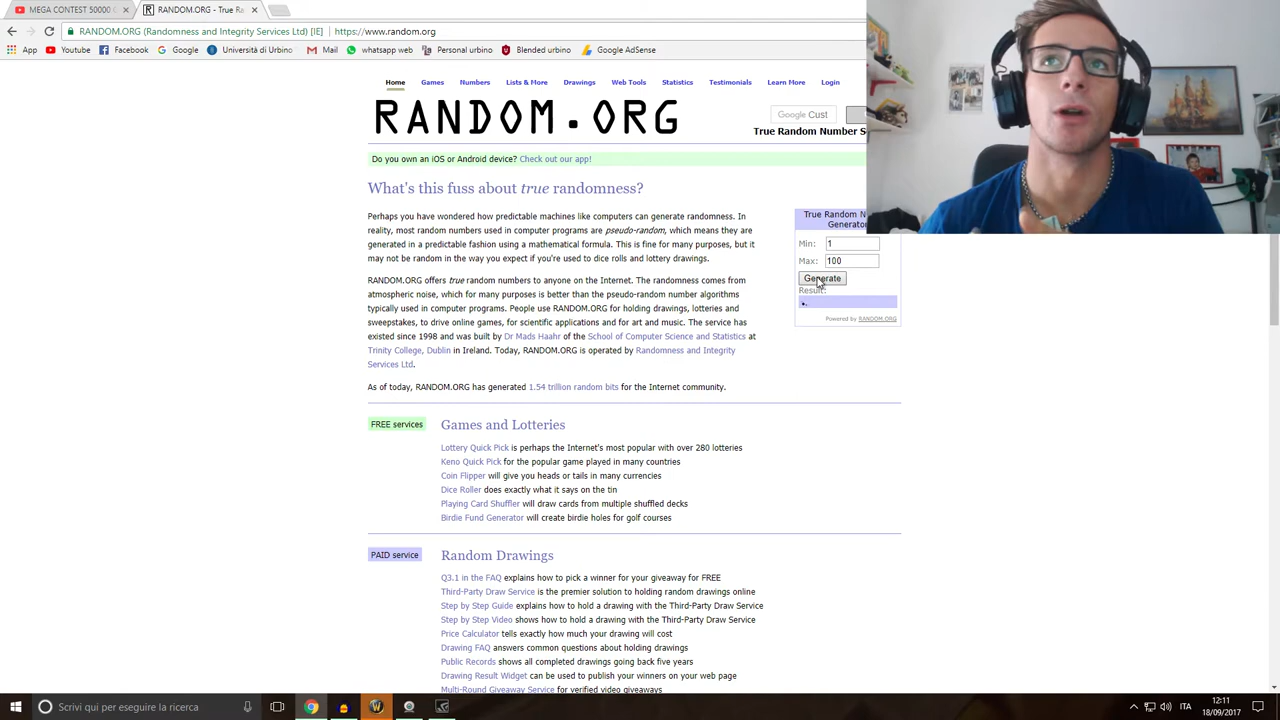 MEGA CONTEST 50000 C
RANDOM.ORG - True Ra
RANDOM.ORG (Randomness and Integrity Services Ltd) [IE] https://www.random.org
App Youtube Facebook Google Università di Urbino Mail whatsapp web Personal urbino Blended urbino Google AdSense
Home Games Numbers Lists & More Drawings Web Tools Statistics Testimonials Learn More Login
RANDOM.ORG
Google Cust
True Random Number S
Do you own an iOS or Android device? Check out our app!
What's this fuss about true randomness?
Perhaps you have wondered how predictable machines like computers can generate randomness. In
reality, most random numbers used in computer programs are pseudo-random, which means they are
generated in a predictable fashion using a mathematical formula. This is fine for many purposes, but it
may not be random in the way you expect if you're used to dice rolls and lottery drawings.
RANDOM.ORG offers true random numbers to anyone on the Internet. The randomness comes from
atmospheric noise, which for many purposes is better than the pseudo-random number algorithms
typically used in computer programs. People use RANDOM.ORG for holding drawings, lotteries and
sweepstakes, to drive online games, for scientific applications and for art and music. The service has
existed since 1998 and was built by Dr Mads Haahr of the School of Computer Science and Statistics at
Trinity College, Dublin in Ireland. Today, RANDOM.ORG is operated by Randomness and Integrity
Services Ltd.
As of today, RANDOM.ORG has generated 1.54 trillion random bits for the Internet community.
True Random N
Generato
Min: 1
Max: 100
Generate
Result:
Powered by RANDOM.ORG
FREE services
Games and Lotteries
Lottery Quick Pick is perhaps the Internet's most popular with over 280 lotteries
Keno Quick Pick for the popular game played in many countries
Coin Flipper will give you heads or tails in many currencies
Dice Roller does exactly what it says on the tin
Playing Card Shuffler will draw cards from multiple shuffled decks
Birdie Fund Generator will create birdie holes for golf courses
PAID service
Random Drawings
Q3.1 in the FAQ explains how to pick a winner for your giveaway for FREE
Third-Party Draw Service is the premier solution to holding random drawings online
Step by Step Guide explains how to hold a drawing with the Third-Party Draw Service
Step by Step Video shows how to hold a drawing with the Third-Party Draw Service
Price Calculator tells exactly how much your drawing will cost
Drawing FAQ answers common questions about holding drawings
Public Records shows all completed drawings going back five years
Drawing Result Widget can be used to publish your winners on your web page
Multi-Round Giveaway Service for verified video giveaways
Scrivi qui per eseguire la ricerca
ITA
12:11
18/09/2017